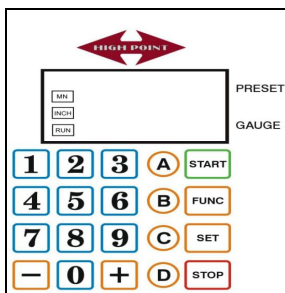 HIGH POINT
MN
PRESET
INCH
RUN
GAUGE
1 2 3 A START
4 5 6 B FUNC
7 8 9 C SET
− 0 + D STOP